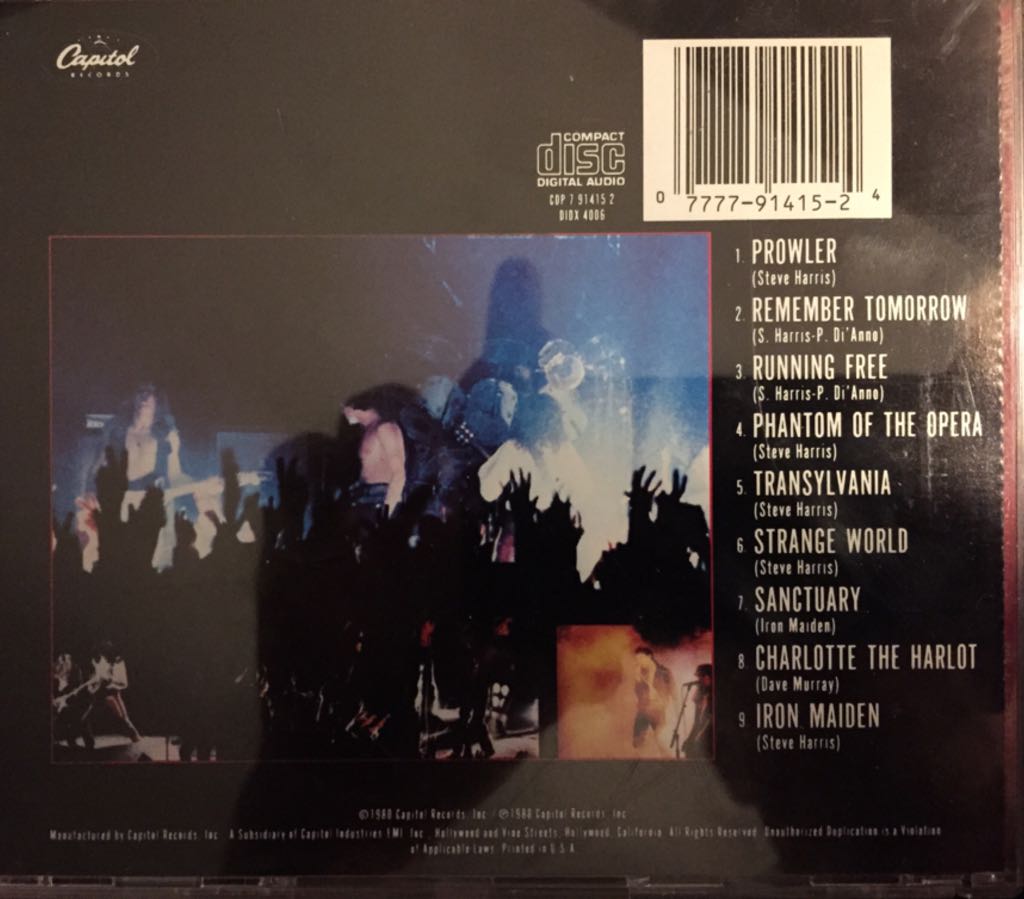 Capitol
RECORDS
COMPACT
disc
DIGITAL AUDIO
CDP 7 91415 2
DIDX 4006
0 7777-91415-2 4
1. PROWLER
(Steve Harris)
2. REMEMBER TOMORROW
(S. Harris-P. Di'Anno)
3. RUNNING FREE
(S. Harris-P. Di'Anno)
4. PHANTOM OF THE OPERA
(Steve Harris)
5. TRANSYLVANIA
(Steve Harris)
6. STRANGE WORLD
(Steve Harris)
7. SANCTUARY
(Iron Maiden)
8. CHARLOTTE THE HARLOT
(Dave Murray)
9 IRON MAIDEN
(Steve Harris)
©1980 Capitol Records, Inc. / ℗1980 Capitol Records, Inc.
Manufactured by Capitol Records, Inc. A Subsidiary of Capitol Industries EMI, Inc., Hollywood and Vine Streets, Hollywood, California. All Rights Reserved. Unauthorized Duplication is a Violation
of Applicable Laws. Printed in U.S.A.